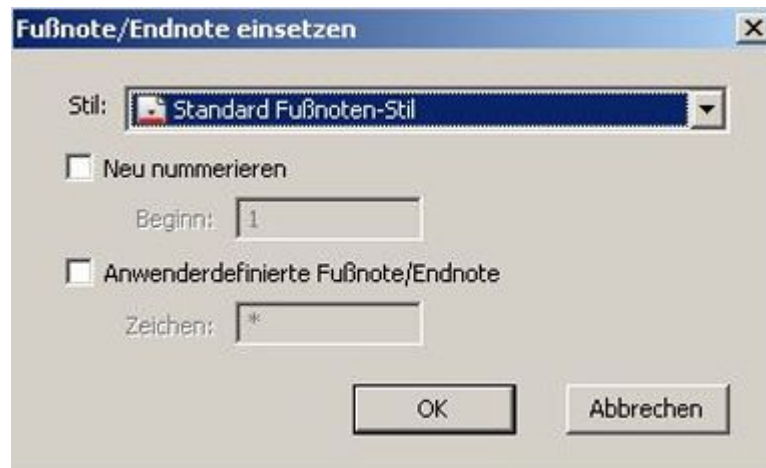 Fußnote/Endnote einsetzen
Stil: Standard Fußnoten-Stil
Neu nummerieren
Beginn: 1
Anwenderdefinierte Fußnote/Endnote
Zeichen: *
OK Abbrechen